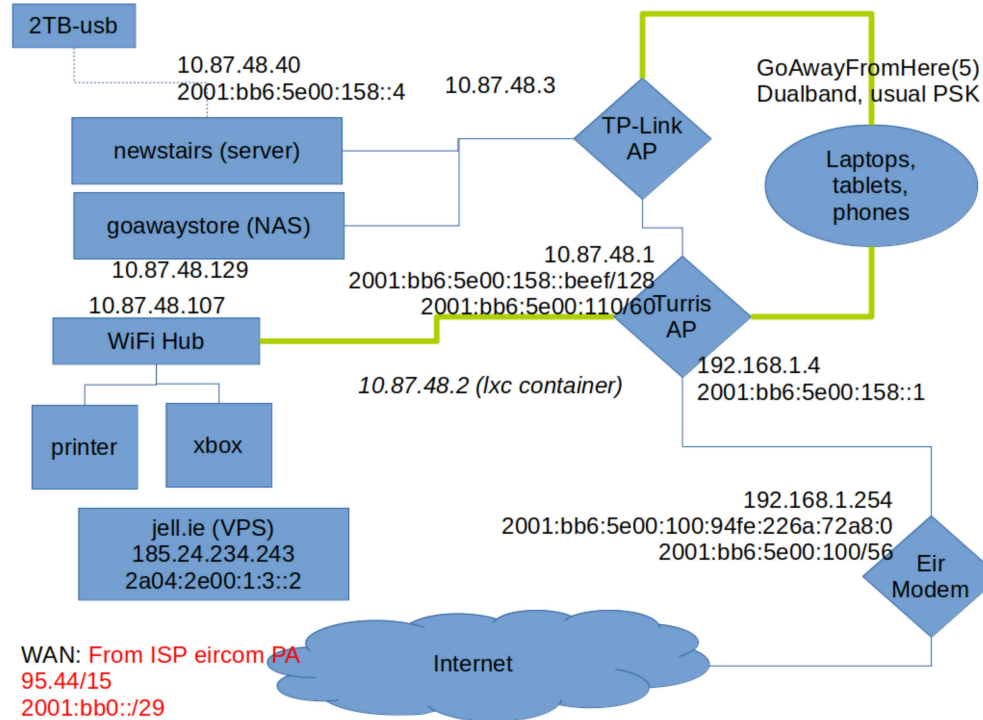 2TB-usb
10.87.48.40
2001:bb6:5e00:158::4
10.87.48.3
GoAwayFromHere(5)
Dualband, usual PSK
newstairs (server)
TP-Link
AP
Laptops,
tablets,
phones
goawaystore (NAS)
10.87.48.129
10.87.48.1
2001:bb6:5e00:158::beef/128
2001:bb6:5e00:110/60
Turris
AP
10.87.48.107
WiFi Hub
10.87.48.2 (lxc container)
192.168.1.4
2001:bb6:5e00:158::1
printer
xbox
192.168.1.254
2001:bb6:5e00:100:94fe:226a:72a8:0
2001:bb6:5e00:100/56
Eir
Modem
jell.ie (VPS)
185.24.234.243
2a04:2e00:1:3::2
Internet
WAN: From ISP eircom PA
95.44/15
2001:bb0::/29